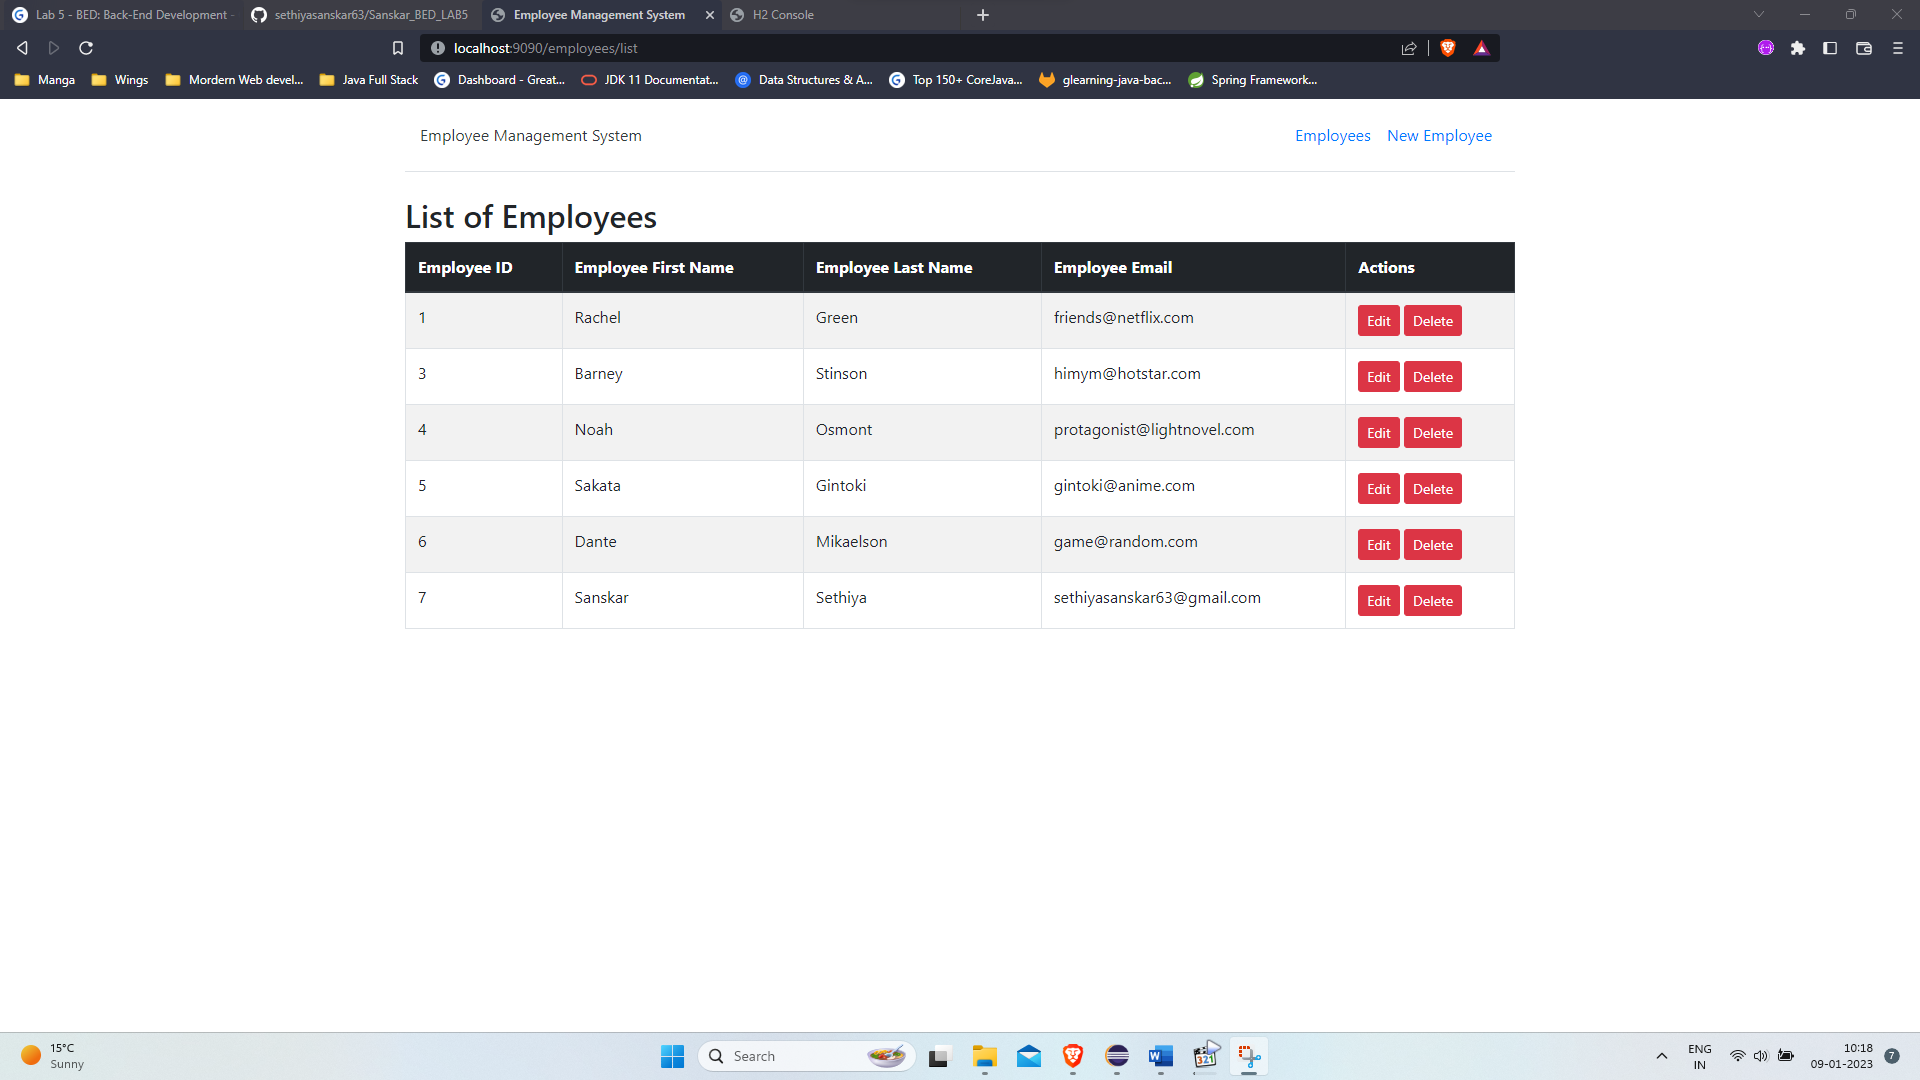 Lab 5 - BED: Back-End Development - sethiyasanskar63/Sanskar_BED_LAB5 Employee Management System H2 Console
localhost:9090/employees/list
Manga Wings Mordern Web devel... Java Full Stack Dashboard - Great... JDK 11 Documentat... Data Structures & A... Top 150+ CoreJava... glearning-java-bac... Spring Framework...
Employee Management System Employees New Employee
List of Employees
Employee ID Employee First Name Employee Last Name Employee Email Actions
1 Rachel Green friends@netflix.com Edit Delete
3 Barney Stinson himym@hotstar.com Edit Delete
4 Noah Osmont protagonist@lightnovel.com Edit Delete
5 Sakata Gintoki gintoki@anime.com Edit Delete
6 Dante Mikaelson game@random.com Edit Delete
7 Sanskar Sethiya sethiyasanskar63@gmail.com Edit Delete
15°C
Sunny
Search
321
ENG
IN
10:18
09-01-2023
7